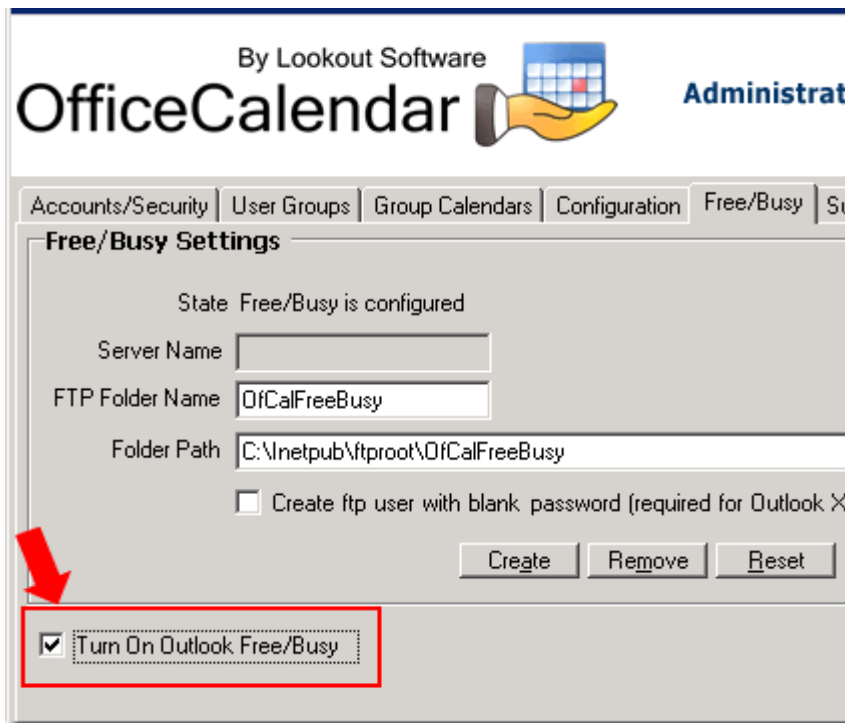 By Lookout Software
OfficeCalendar
Administrat
Accounts/Security User Groups Group Calendars Configuration Free/Busy Su
Free/Busy Settings
State Free/Busy is configured
Server Name
FTP Folder Name OfCalFreeBusy
Folder Path C:\Inetpub\ftproot\OfCalFreeBusy
Create ftp user with blank password (required for Outlook X
Create Remove Reset
Turn On Outlook Free/Busy